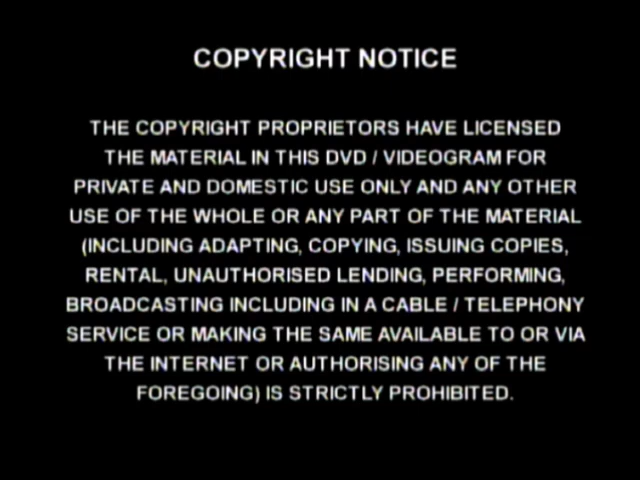 COPYRIGHT NOTICE
THE COPYRIGHT PROPRIETORS HAVE LICENSED
THE MATERIAL IN THIS DVD / VIDEOGRAM FOR
PRIVATE AND DOMESTIC USE ONLY AND ANY OTHER
USE OF THE WHOLE OR ANY PART OF THE MATERIAL
(INCLUDING ADAPTING, COPYING, ISSUING COPIES,
RENTAL, UNAUTHORISED LENDING, PERFORMING,
BROADCASTING INCLUDING IN A CABLE / TELEPHONY
SERVICE OR MAKING THE SAME AVAILABLE TO OR VIA
THE INTERNET OR AUTHORISING ANY OF THE
FOREGOING) IS STRICTLY PROHIBITED.